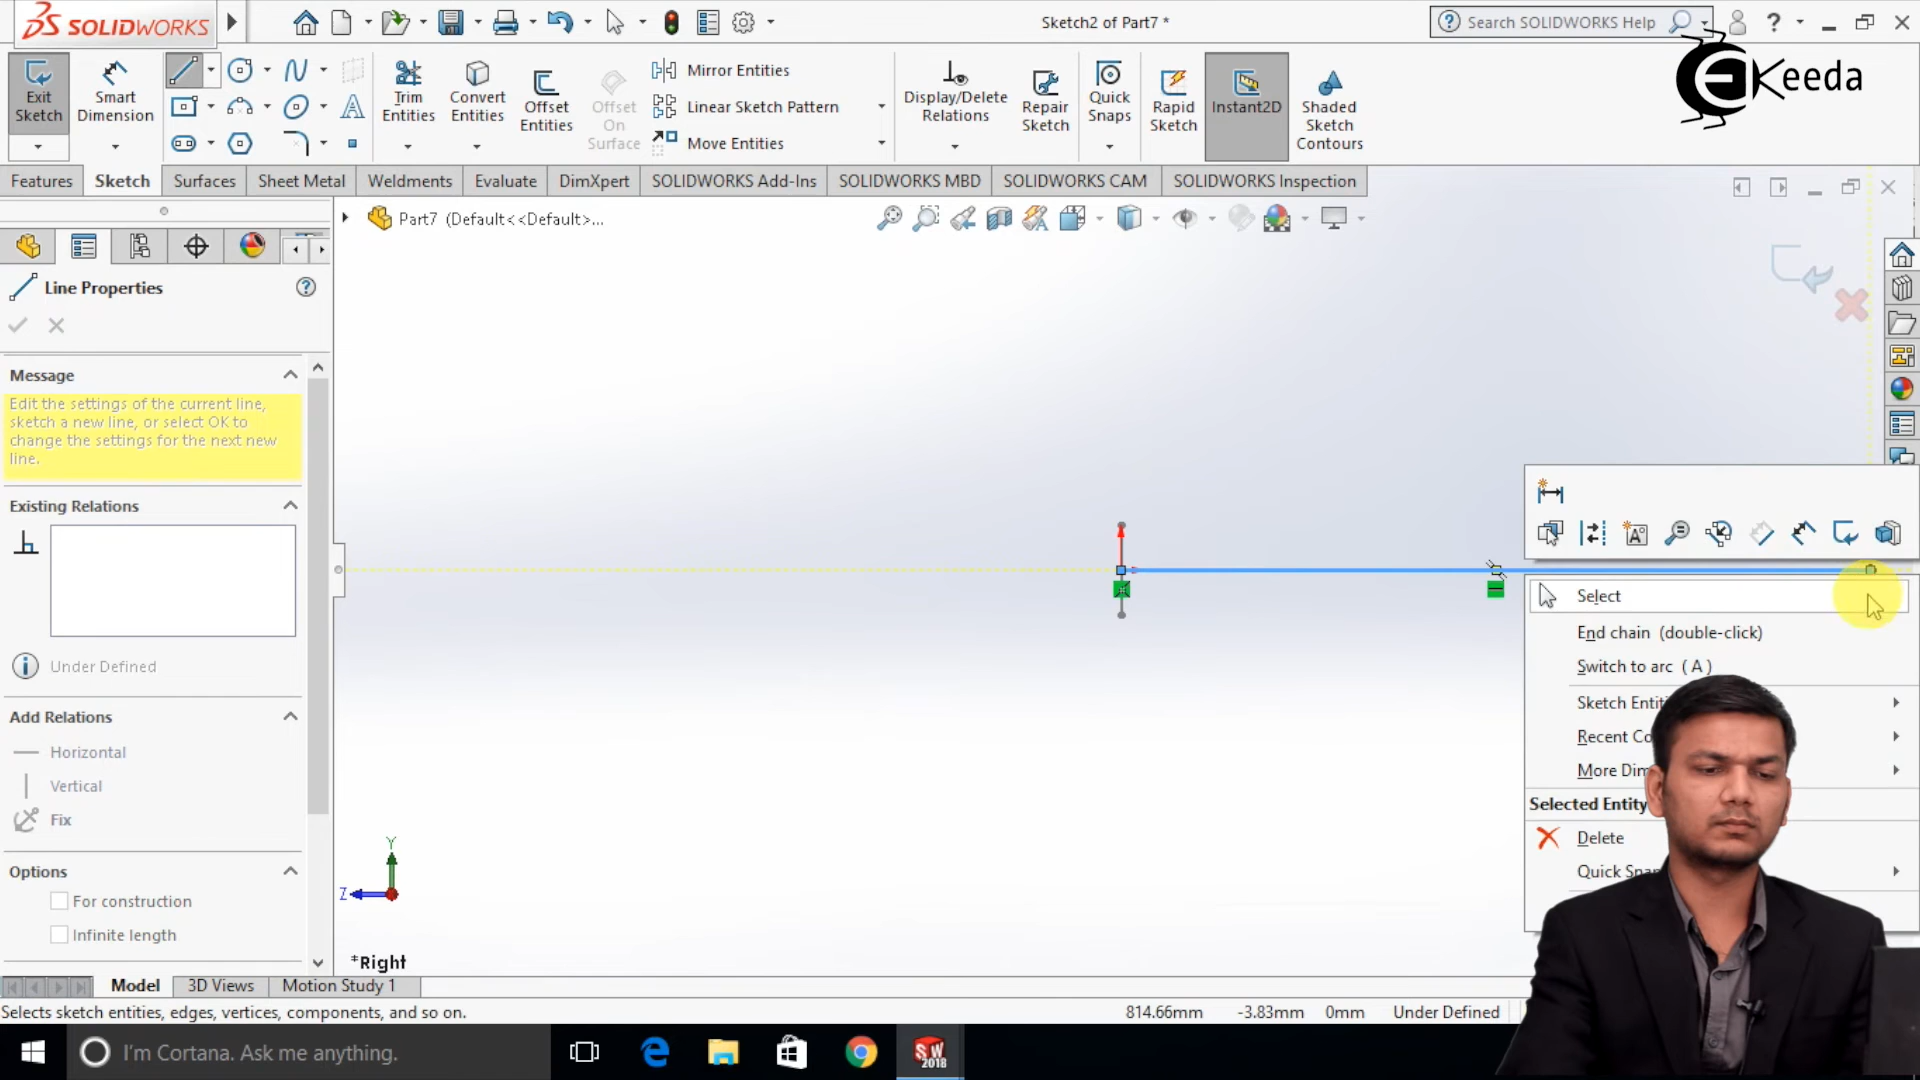 SOLIDWORKS
Sketch2 of Part7 *
Search SOLIDWORKS Help
EKeeda
Exit Sketch
Smart Dimension
Trim Entities
Convert Entities
Offset Entities
Offset On Surface
Mirror Entities
Linear Sketch Pattern
Move Entities
Display/Delete Relations
Repair Sketch
Quick Snaps
Rapid Sketch
Instant2D
Shaded Sketch Contours
Features
Sketch
Surfaces
Sheet Metal
Weldments
Evaluate
DimXpert
SOLIDWORKS Add-Ins
SOLIDWORKS MBD
SOLIDWORKS CAM
SOLIDWORKS Inspection
Part7 (Default<<Default>...
Line Properties
Message
Edit the settings of the current line,
sketch a new line, or select OK to
change the settings for the next new
line.
Existing Relations
Under Defined
Add Relations
Horizontal
Vertical
Fix
Options
For construction
Infinite length
Select
End chain (double-click)
Switch to arc (A)
Sketch
Recent
More
Selected Entity
Delete
Quick
Y
Z
*Right
Model
3D Views
Motion Study 1
Selects sketch entities, edges, vertices, components, and so on.
814.66mm
-3.83mm
0mm
Under Defined
I'm Cortana. Ask me anything.
SW
2018